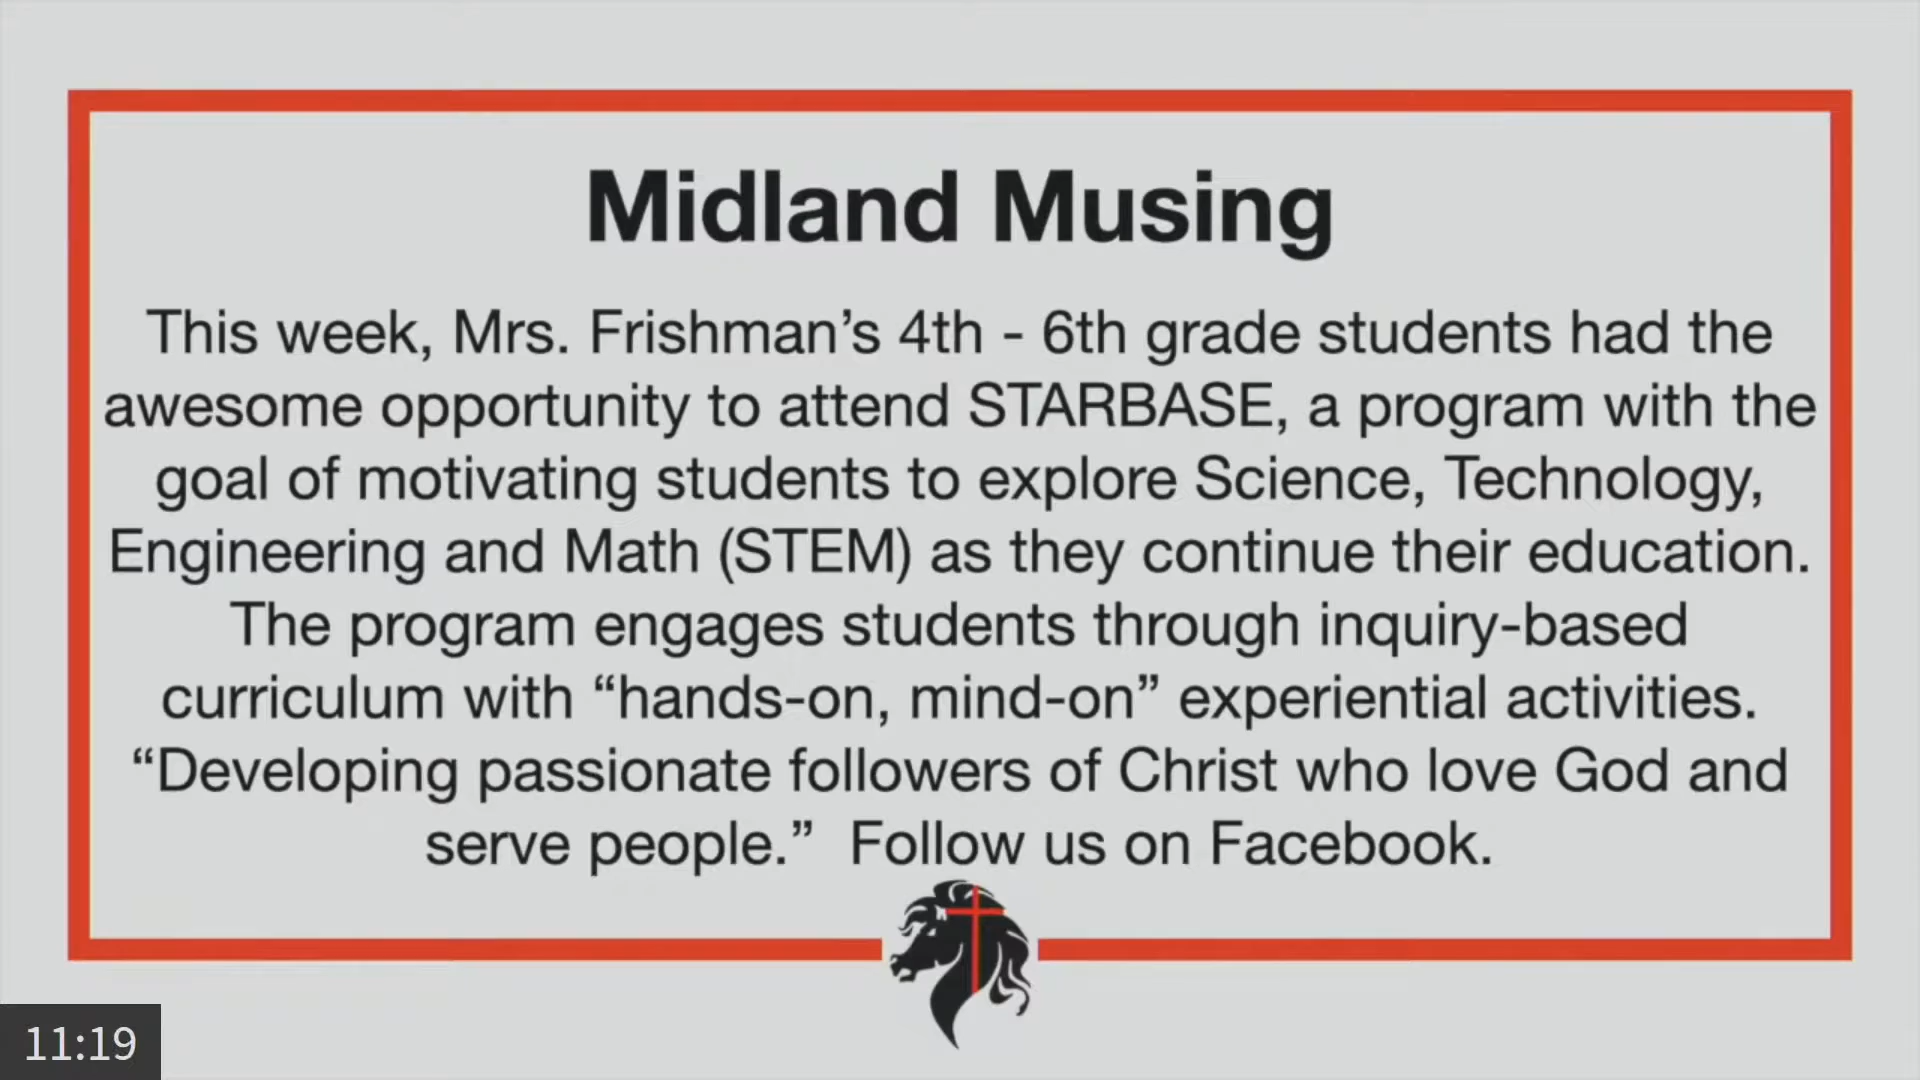 Midland Musing
This week, Mrs. Frishman’s 4th - 6th grade students had the
awesome opportunity to attend STARBASE, a program with the
goal of motivating students to explore Science, Technology,
Engineering and Math (STEM) as they continue their education.
The program engages students through inquiry-based
curriculum with “hands-on, mind-on” experiential activities.
“Developing passionate followers of Christ who love God and
serve people.”  Follow us on Facebook.
11:19